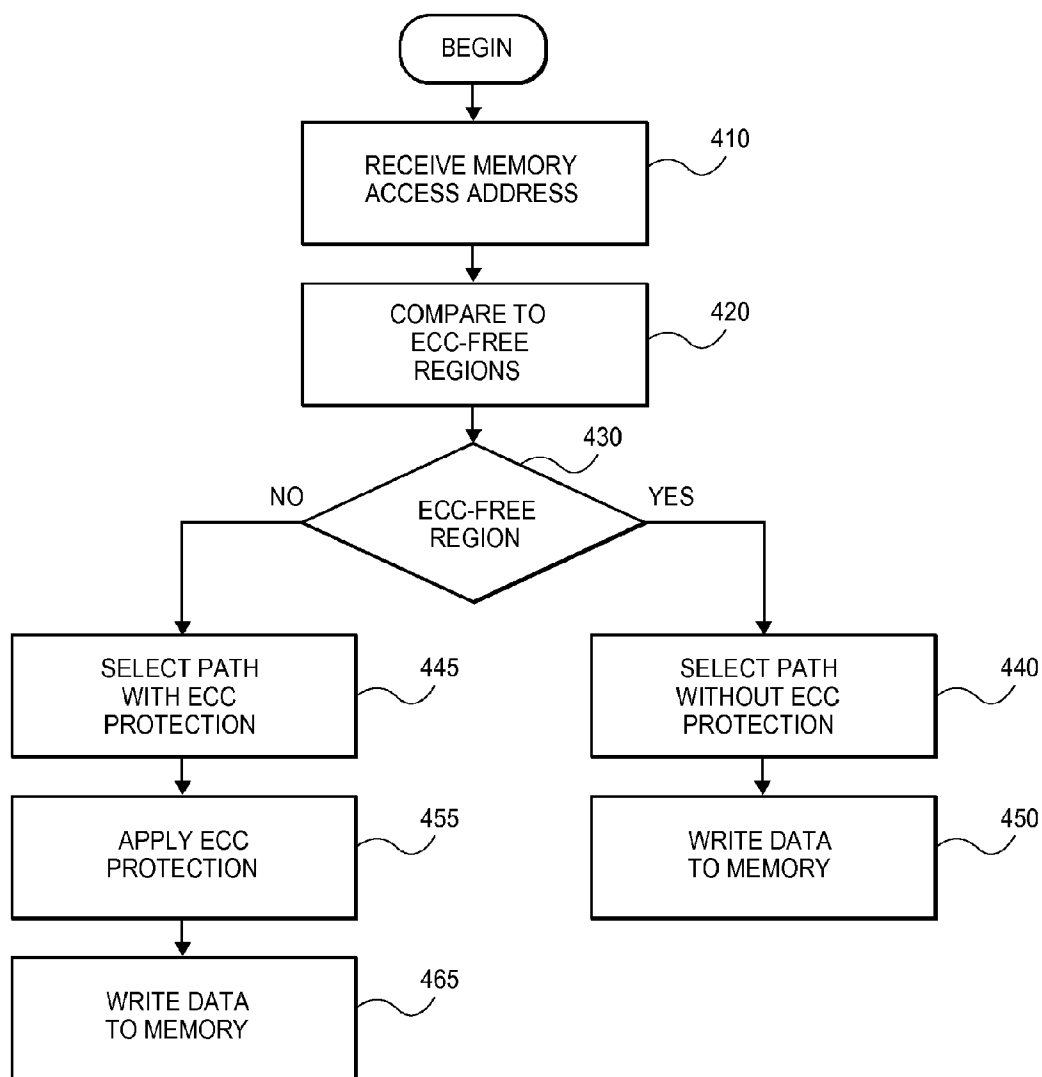 BEGIN
RECEIVE MEMORY
ACCESS ADDRESS
410
COMPARE TO
ECC-FREE
REGIONS
420
430
NO
ECC-FREE
REGION
YES
SELECT PATH
WITH ECC
PROTECTION
445
SELECT PATH
WITHOUT ECC
PROTECTION
440
APPLY ECC
PROTECTION
455
WRITE DATA
TO MEMORY
450
WRITE DATA
TO MEMORY
465